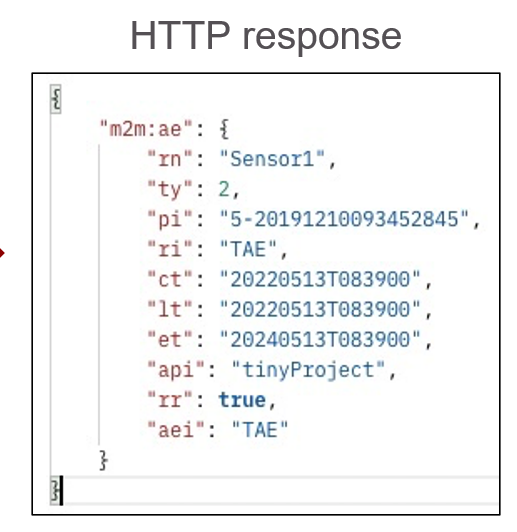 HTTP response
{
"m2m:ae": {
"rn": "Sensor1",
"ty": 2,
"pi": "5-20191210093452845",
"ri": "TAE",
"ct": "20220513T083900",
"lt": "20220513T083900",
"et": "20240513T083900",
"api": "tinyProject",
"rr": true,
"aei": "TAE"
}
}